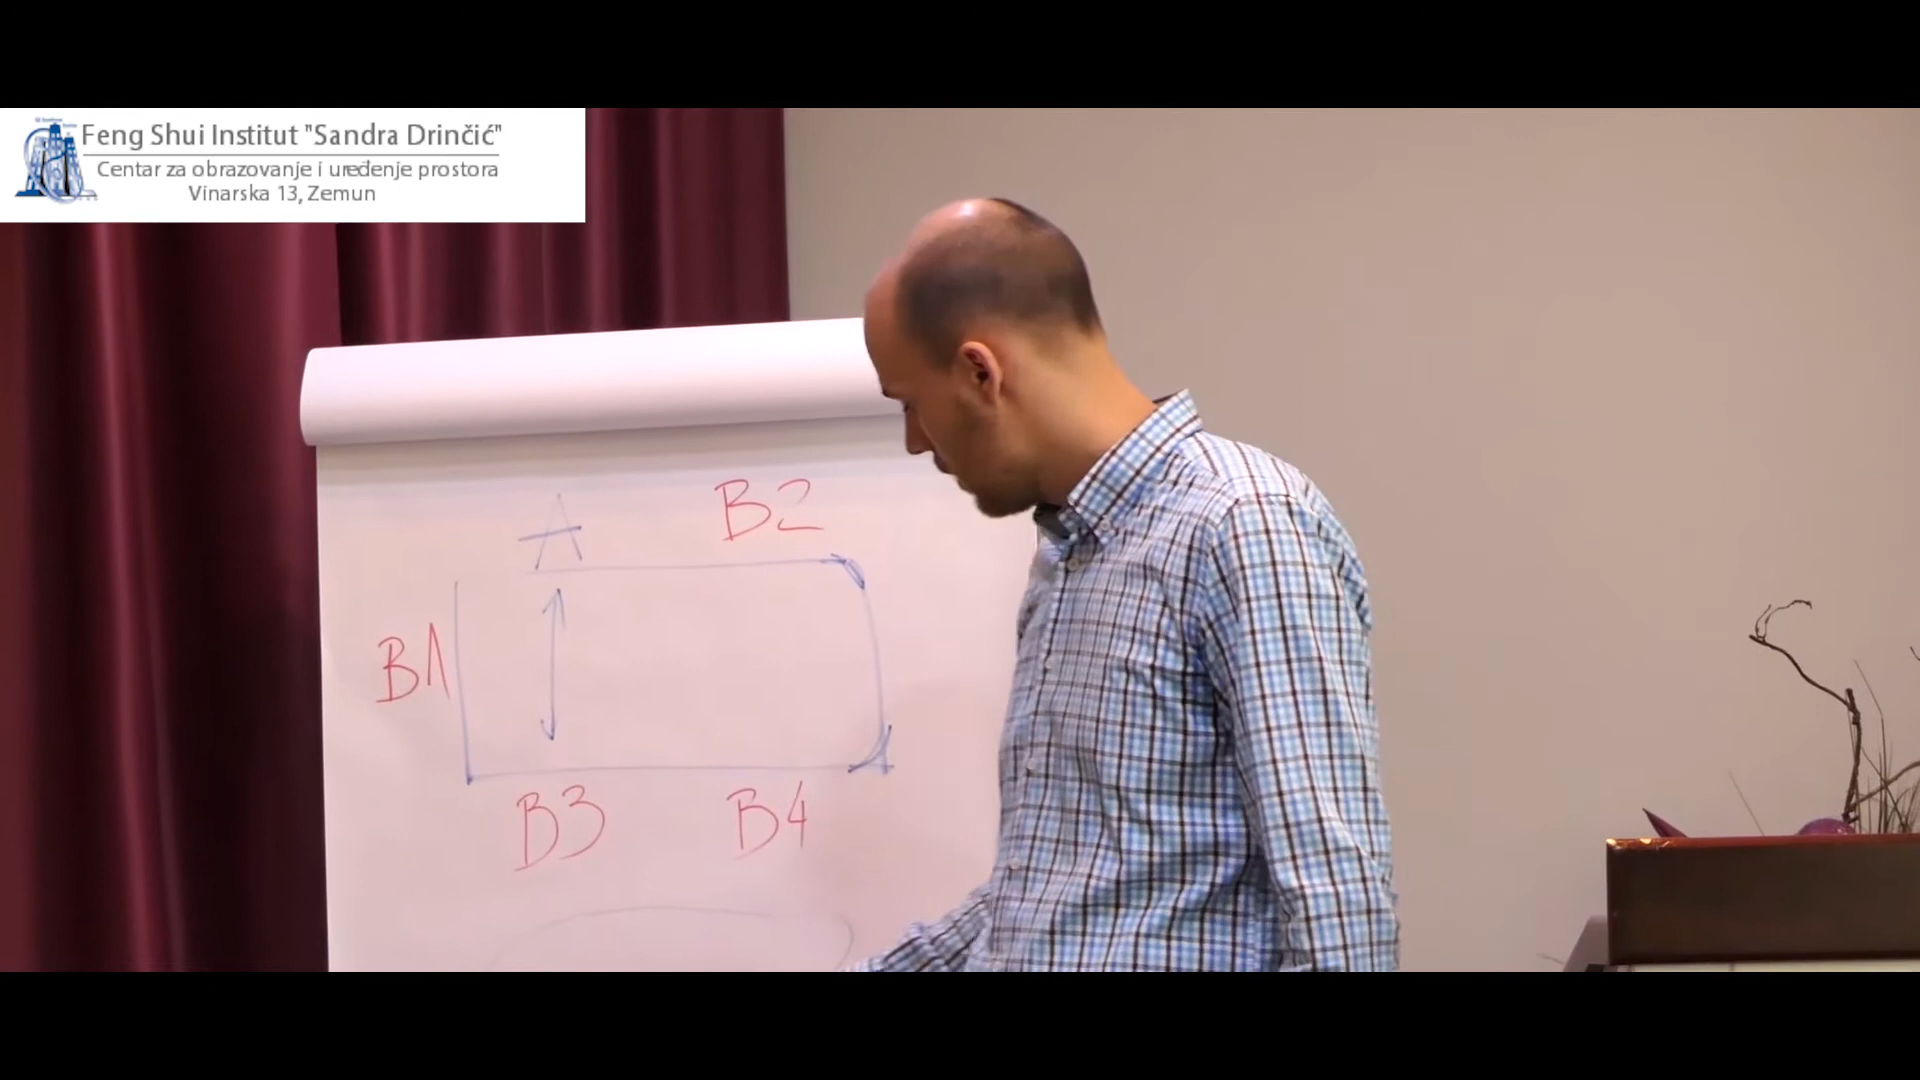 Feng Shui Institut "Sandra Drinčić"
Centar za obrazovanje i uređenje prostora
Vinarska 13, Zemun
A
B2
B1
B3
B4